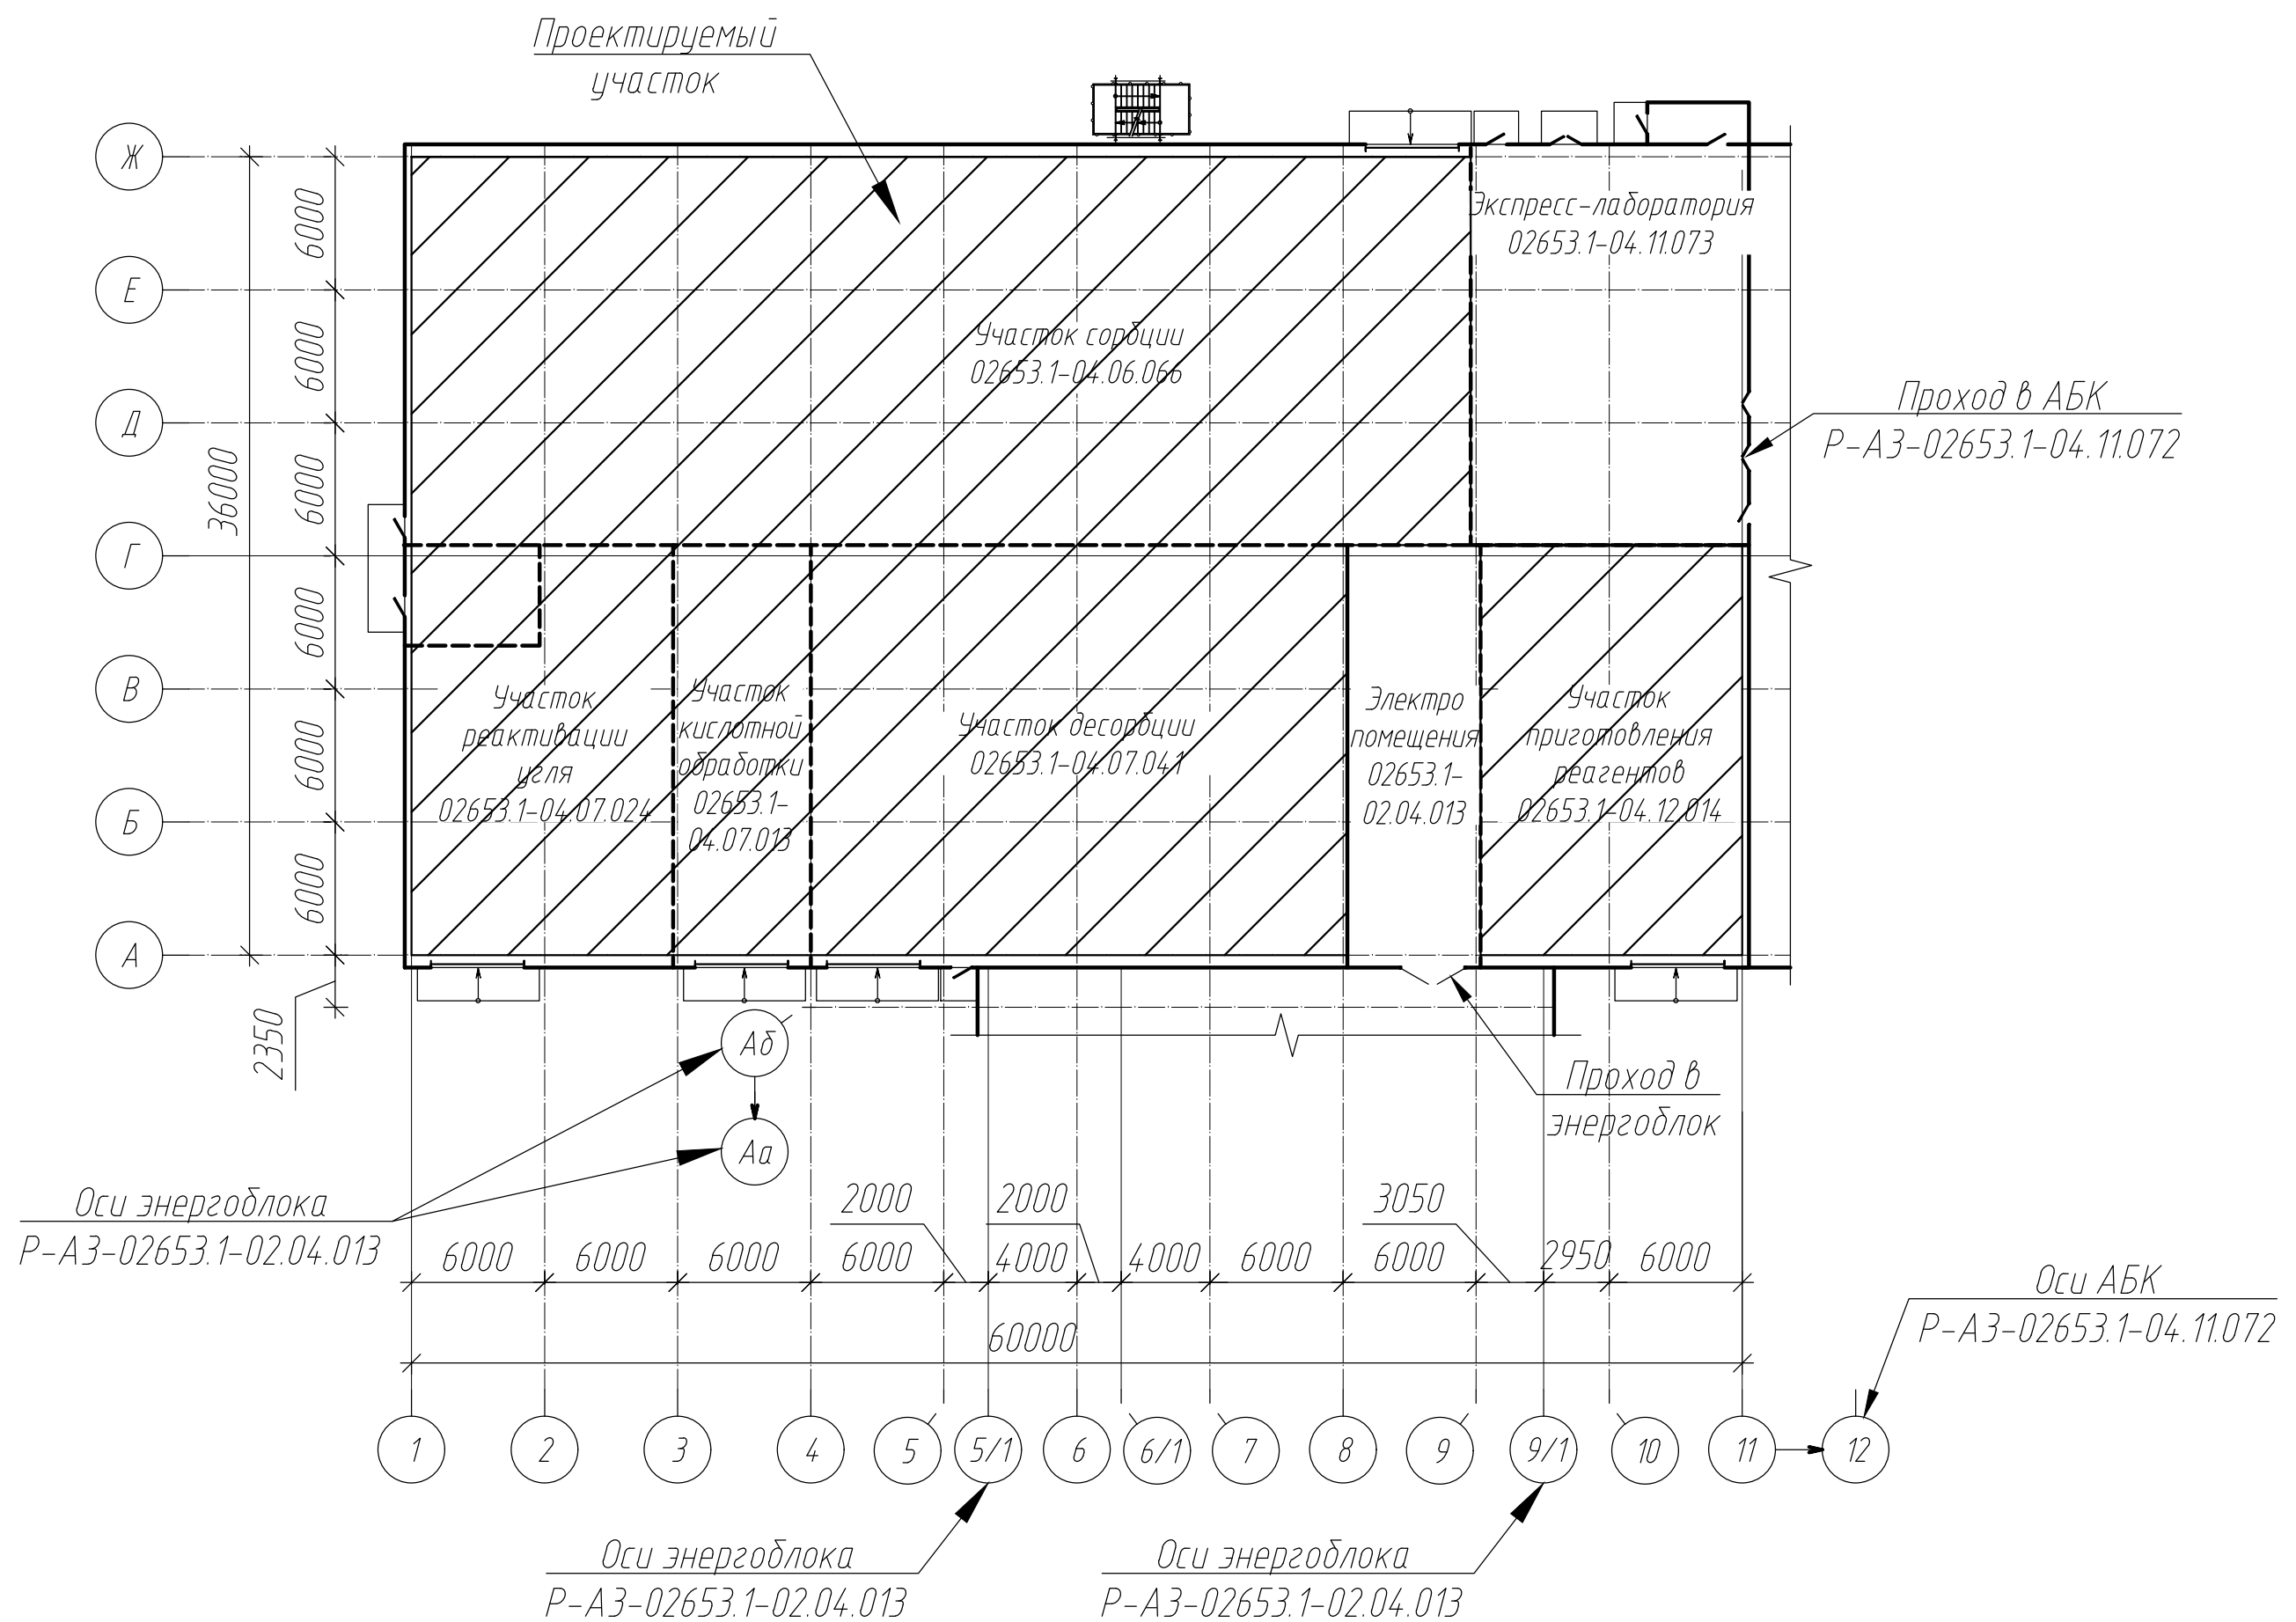 Проектируемый
участок
Ж
Е
Д
Г
В
Б
А
6000
6000
6000
6000
6000
6000
36000
2350
Экспресс-лаборатория
02653.1-04.11.073
Участок сорбции
02653.1-04.06.066
Проход в АБК
Р-АЗ-02653.1-04.11.072
Участок
реактивации
угля
02653.1-04.07.024
Участок
кислотной
обработки
02653.1-
04.07.013
Участок десорбции
02653.1-04.07.041
Электро
помещения
02653.1-
02.04.013
Участок
приготовления
реагентов
02653.1-04.12.014
Аб
Аа
Проход в
энергоблок
Оси энергоблока
Р-АЗ-02653.1-02.04.013
2000
2000
3050
6000
6000
6000
6000
4000
4000
6000
6000
2950
6000
60000
Оси АБК
Р-АЗ-02653.1-04.11.072
1
2
3
4
5
5/1
6
6/1
7
8
9
9/1
10
11
12
Оси энергоблока
Р-АЗ-02653.1-02.04.013
Оси энергоблока
Р-АЗ-02653.1-02.04.013